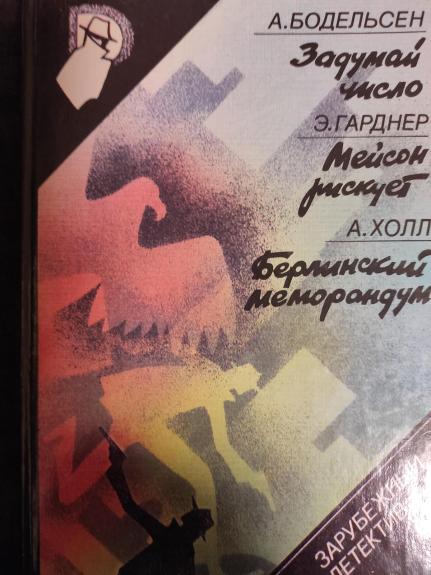 А.БОДЕЛЬСЕН
Задумай
число
Э.ГАРДНЕР
Мейсон
рискует
А.ХОЛЛ
Берлинский
меморандум
ЗАРУБЕЖНЫЙ
ДЕТЕКТИВ